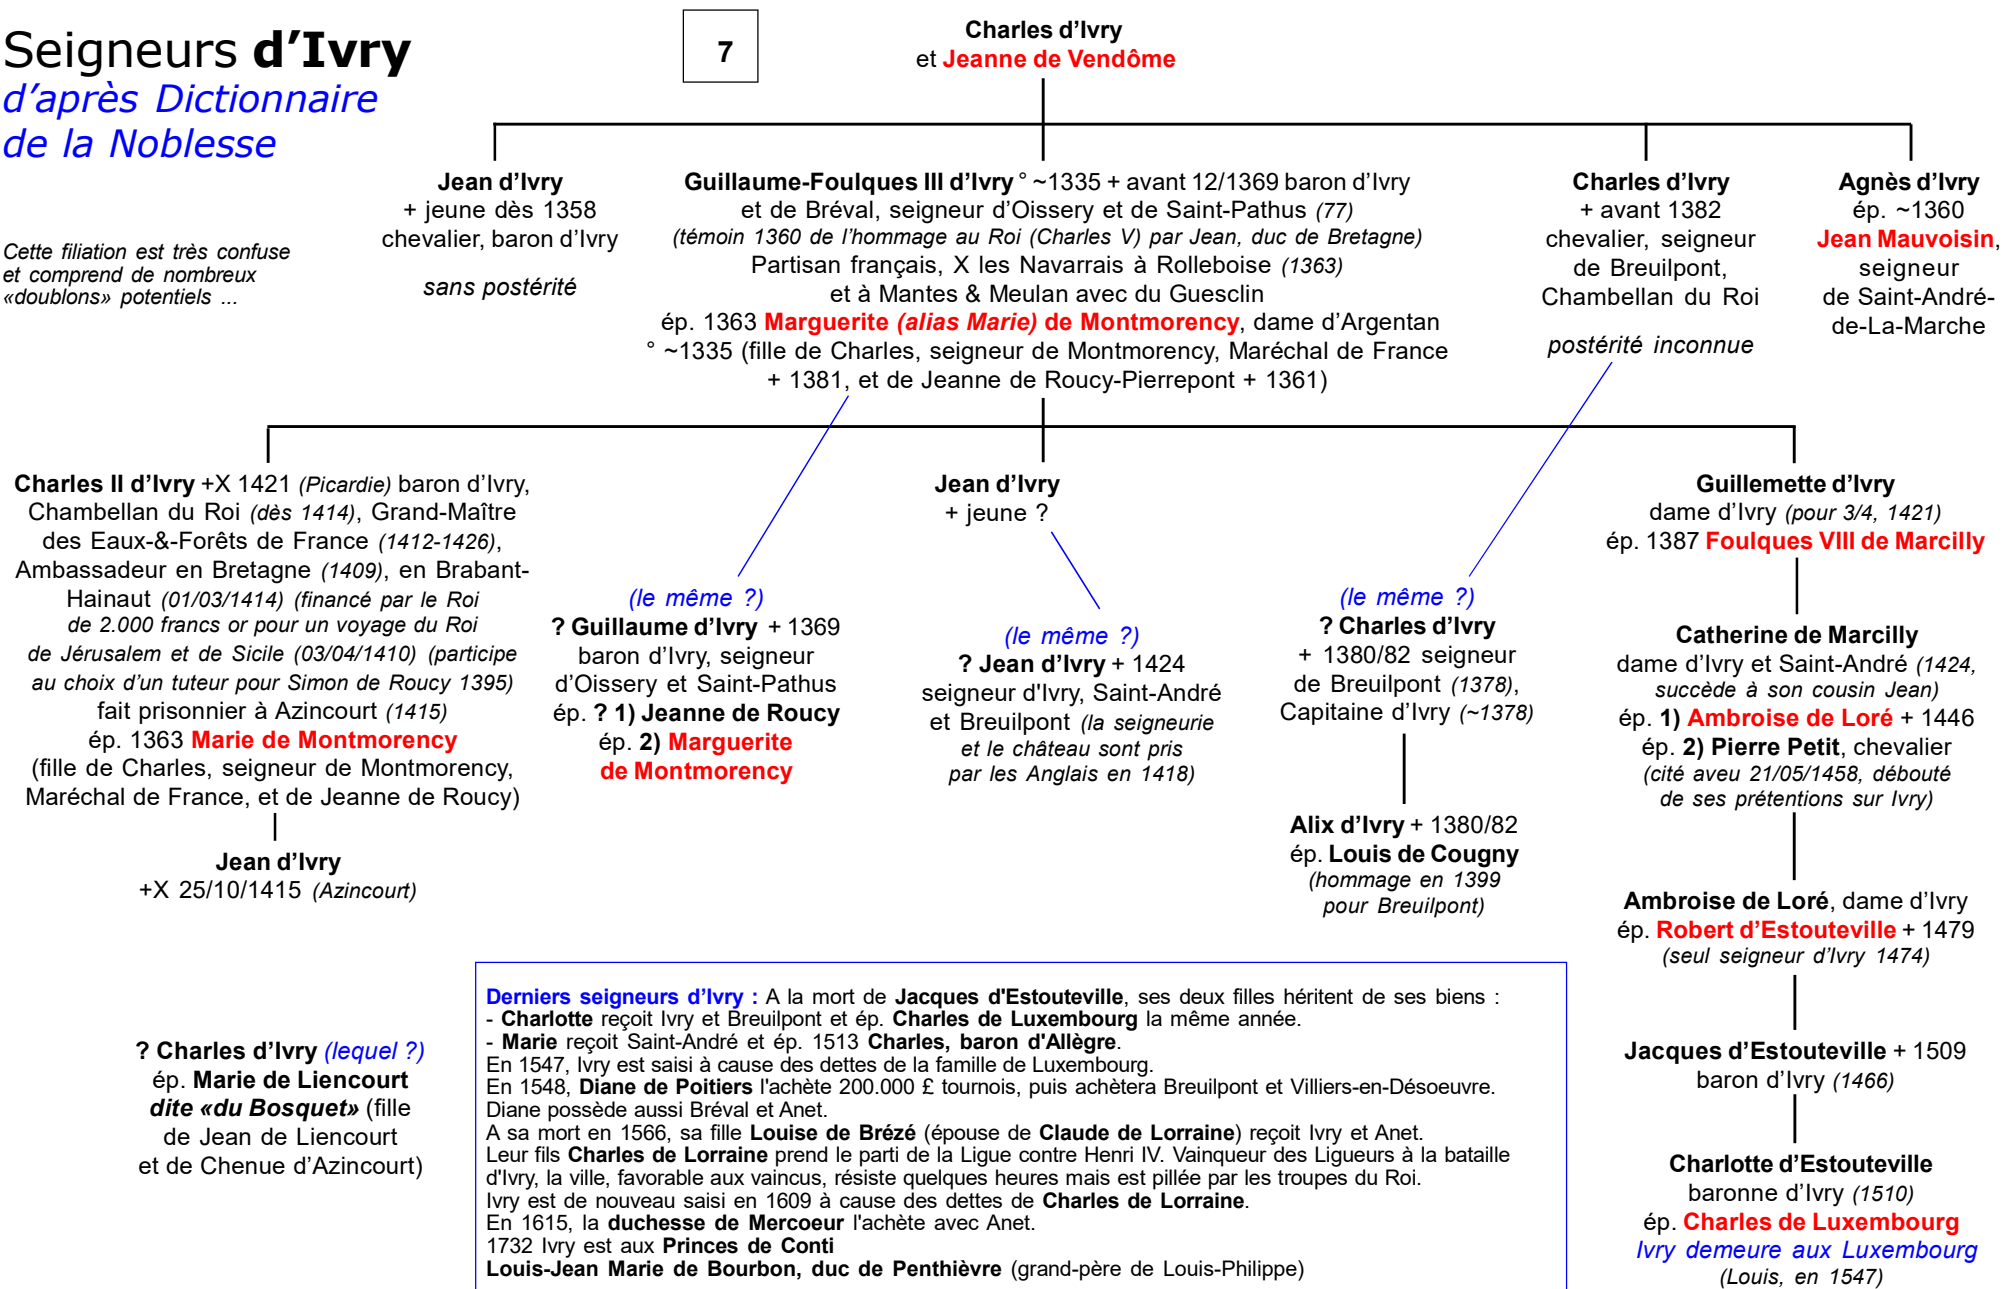 Seigneurs d’Ivry
d’après Dictionnaire
de la Noblesse
Cette filiation est très confuse
et comprend de nombreux
«doublons» potentiels ...
7
Charles d’Ivry
et Jeanne de Vendôme
Jean d’Ivry
+ jeune dès 1358
chevalier, baron d’Ivry
sans postérité
Guillaume-Foulques III d’Ivry ° ~1335 + avant 12/1369 baron d’Ivry
et de Bréval, seigneur d’Oissery et de Saint-Pathus (77)
(témoin 1360 de l’hommage au Roi (Charles V) par Jean, duc de Bretagne)
Partisan français, X les Navarrais à Rolleboise (1363)
et à Mantes & Meulan avec du Guesclin
ép. 1363 Marguerite (alias Marie) de Montmorency, dame d’Argentan
° ~1335 (fille de Charles, seigneur de Montmorency, Maréchal de France
+ 1381, et de Jeanne de Roucy-Pierrepont + 1361)
Charles d’Ivry
+ avant 1382
chevalier, seigneur
de Breuilpont,
Chambellan du Roi
postérité inconnue
Agnès d’Ivry
ép. ~1360
Jean Mauvoisin,
seigneur
de Saint-André-
de-La-Marche
Charles II d’Ivry +X 1421 (Picardie) baron d’Ivry,
Chambellan du Roi (dès 1414), Grand-Maître
des Eaux-&-Forêts de France (1412-1426),
Ambassadeur en Bretagne (1409), en Brabant-
Hainaut (01/03/1414) (financé par le Roi
de 2.000 francs or pour un voyage du Roi
de Jérusalem et de Sicile (03/04/1410) (participe
au choix d’un tuteur pour Simon de Roucy 1395)
fait prisonnier à Azincourt (1415)
ép. 1363 Marie de Montmorency
(fille de Charles, seigneur de Montmorency,
Maréchal de France, et de Jeanne de Roucy)
Jean d’Ivry
+X 25/10/1415 (Azincourt)
(le même ?)
? Guillaume d’Ivry + 1369
baron d’Ivry, seigneur
d’Oissery et Saint-Pathus
ép. ? 1) Jeanne de Roucy
ép. 2) Marguerite
de Montmorency
Jean d’Ivry
+ jeune ?
(le même ?)
? Jean d’Ivry + 1424
seigneur d'Ivry, Saint-André
et Breuilpont (la seigneurie
et le château sont pris
par les Anglais en 1418)
(le même ?)
? Charles d’Ivry
+ 1380/82 seigneur
de Breuilpont (1378),
Capitaine d’Ivry (~1378)
Alix d’Ivry + 1380/82
ép. Louis de Cougny
(hommage en 1399
pour Breuilpont)
Guillemette d’Ivry
dame d’Ivry (pour 3/4, 1421)
ép. 1387 Foulques VIII de Marcilly
Catherine de Marcilly
dame d’Ivry et Saint-André (1424,
succède à son cousin Jean)
ép. 1) Ambroise de Loré + 1446
ép. 2) Pierre Petit, chevalier
(cité aveu 21/05/1458, débouté
de ses prétentions sur Ivry)
Ambroise de Loré, dame d’Ivry
ép. Robert d’Estouteville + 1479
(seul seigneur d’Ivry 1474)
Jacques d’Estouteville + 1509
baron d’Ivry (1466)
Charlotte d’Estouteville
baronne d’Ivry (1510)
ép. Charles de Luxembourg
Ivry demeure aux Luxembourg
(Louis, en 1547)
? Charles d’Ivry (lequel ?)
ép. Marie de Liencourt
dite «du Bosquet» (fille
de Jean de Liencourt
et de Chenue d’Azincourt)
Derniers seigneurs d’Ivry : A la mort de Jacques d'Estouteville, ses deux filles héritent de ses biens :
- Charlotte reçoit Ivry et Breuilpont et ép. Charles de Luxembourg la même année.
- Marie reçoit Saint-André et ép. 1513 Charles, baron d'Allègre.
En 1547, Ivry est saisi à cause des dettes de la famille de Luxembourg.
En 1548, Diane de Poitiers l'achète 200.000 £ tournois, puis achètera Breuilpont et Villiers-en-Désoeuvre.
Diane possède aussi Bréval et Anet.
A sa mort en 1566, sa fille Louise de Brézé (épouse de Claude de Lorraine) reçoit Ivry et Anet.
Leur fils Charles de Lorraine prend le parti de la Ligue contre Henri IV. Vainqueur des Ligueurs à la bataille
d'Ivry, la ville, favorable aux vaincus, résiste quelques heures mais est pillée par les troupes du Roi.
Ivry est de nouveau saisi en 1609 à cause des dettes de Charles de Lorraine.
En 1615, la duchesse de Mercoeur l'achète avec Anet.
1732 Ivry est aux Princes de Conti
Louis-Jean Marie de Bourbon, duc de Penthièvre (grand-père de Louis-Philippe)